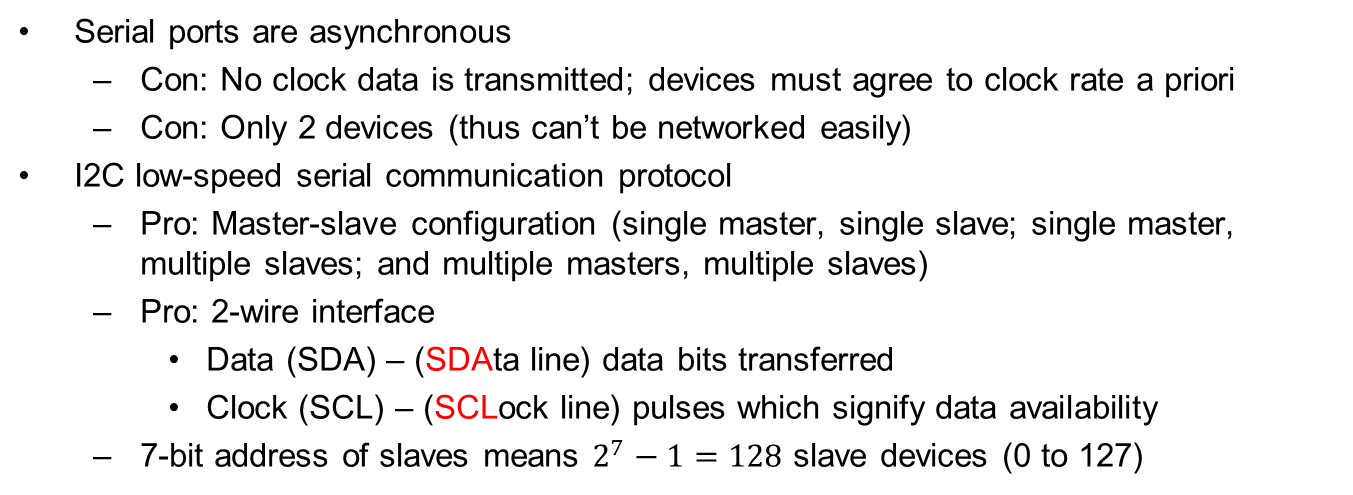 • Serial ports are asynchronous
– Con: No clock data is transmitted; devices must agree to clock rate a priori
– Con: Only 2 devices (thus can’t be networked easily)
• I2C low-speed serial communication protocol
– Pro: Master-slave configuration (single master, single slave; single master,
multiple slaves; and multiple masters, multiple slaves)
– Pro: 2-wire interface
• Data (SDA) – (SDAta line) data bits transferred
• Clock (SCL) – (SCLock line) pulses which signify data availability
– 7-bit address of slaves means 2⁷ − 1 = 128 slave devices (0 to 127)